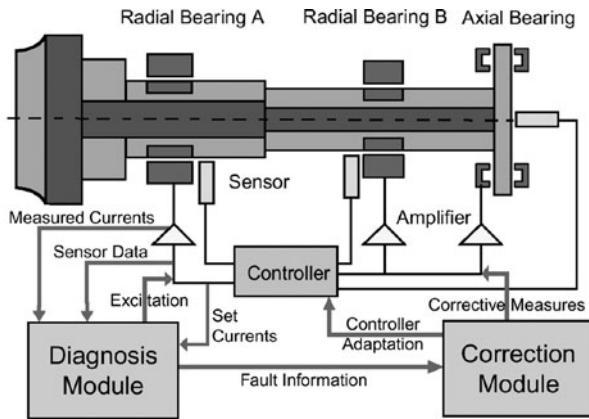 Radial Bearing A
Radial Bearing B
Axial Bearing
Sensor
Amplifier
Measured Currents
Sensor Data
Controller
Excitation
Corrective Measures
Set
Currents
Controller
Adaptation
Diagnosis
Module
Correction
Module
Fault Information